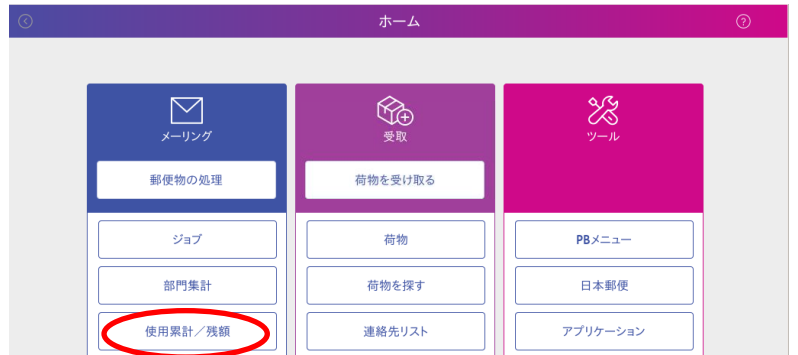 ホーム
メーリング
郵便物の処理
ジョブ
部門集計
使用累計／残額
受取
荷物を受け取る
荷物
荷物を探す
連絡先リスト
ツール
PBメニュー
日本郵便
アプリケーション